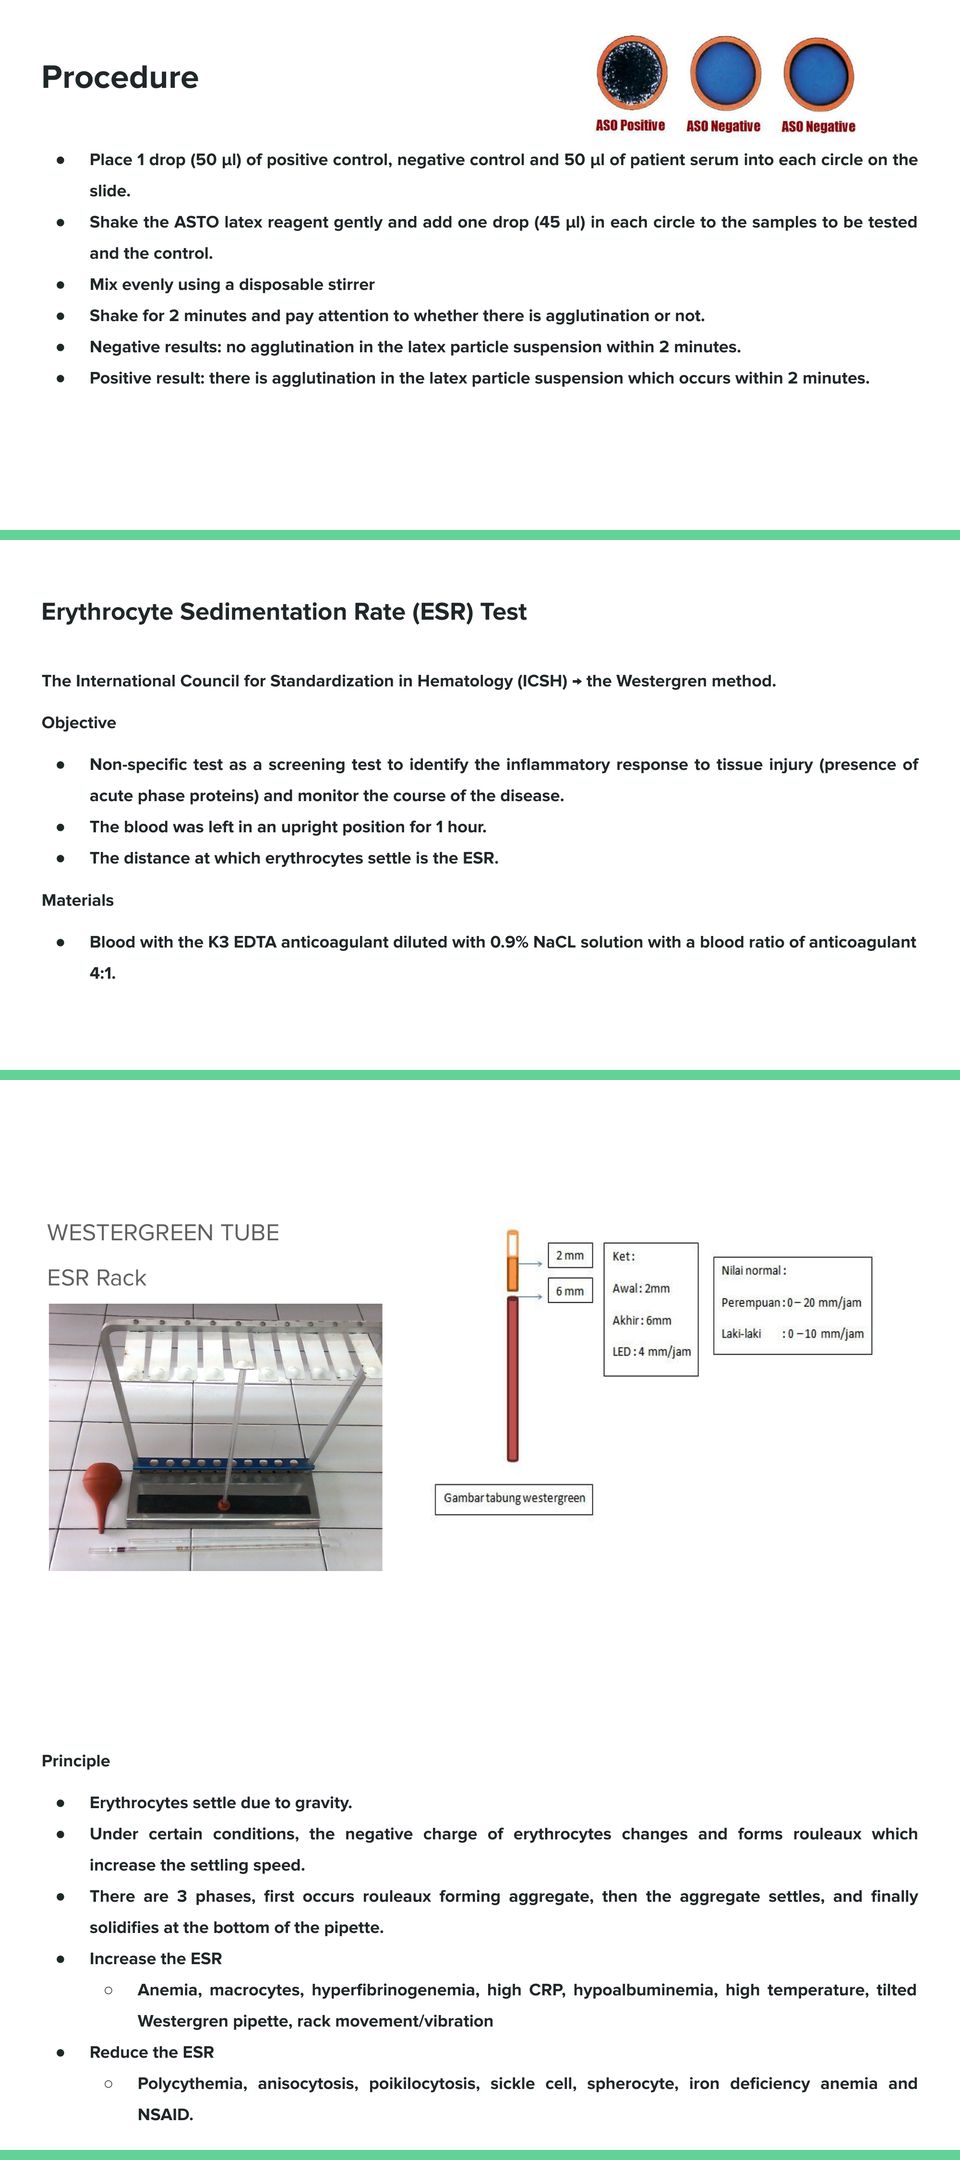 Procedure
ASO Positive ASO Negative ASO Negative
● Place 1 drop (50 µl) of positive control, negative control and 50 µl of patient serum into each circle on the
slide.
● Shake the ASTO latex reagent gently and add one drop (45 µl) in each circle to the samples to be tested
and the control.
● Mix evenly using a disposable stirrer
● Shake for 2 minutes and pay attention to whether there is agglutination or not.
● Negative results: no agglutination in the latex particle suspension within 2 minutes.
● Positive result: there is agglutination in the latex particle suspension which occurs within 2 minutes.
Erythrocyte Sedimentation Rate (ESR) Test
The International Council for Standardization in Hematology (ICSH) → the Westergren method.
Objective
● Non-specific test as a screening test to identify the inflammatory response to tissue injury (presence of
acute phase proteins) and monitor the course of the disease.
● The blood was left in an upright position for 1 hour.
● The distance at which erythrocytes settle is the ESR.
Materials
● Blood with the K3 EDTA anticoagulant diluted with 0.9% NaCL solution with a blood ratio of anticoagulant
4:1.
WESTERGREEN TUBE
ESR Rack
2 mm
6 mm
Ket :
Awal : 2mm
Akhir : 6mm
LED : 4 mm/jam
Nilai normal :
Perempuan : 0 – 20 mm/jam
Laki-laki : 0 – 10 mm/jam
Gambar tabung westergreen
Principle
● Erythrocytes settle due to gravity.
● Under certain conditions, the negative charge of erythrocytes changes and forms rouleaux which
increase the settling speed.
● There are 3 phases, first occurs rouleaux forming aggregate, then the aggregate settles, and finally
solidifies at the bottom of the pipette.
● Increase the ESR
○ Anemia, macrocytes, hyperfibrinogenemia, high CRP, hypoalbuminemia, high temperature, tilted
Westergren pipette, rack movement/vibration
● Reduce the ESR
○ Polycythemia, anisocytosis, poikilocytosis, sickle cell, spherocyte, iron deficiency anemia and
NSAID.